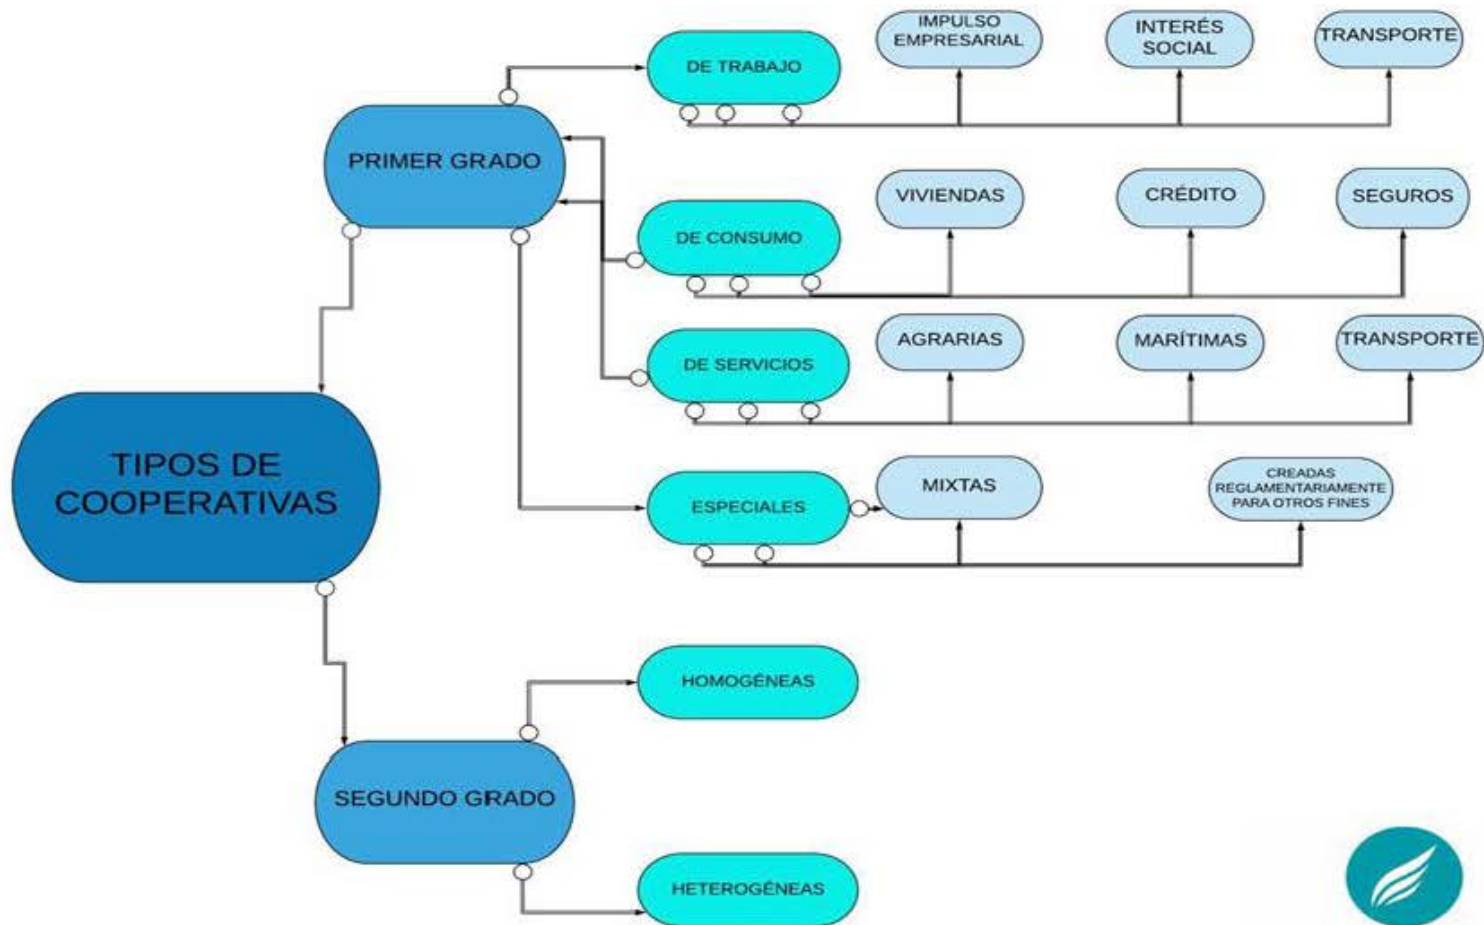 IMPULSO
EMPRESARIAL
INTERÉS
SOCIAL
TRANSPORTE
DE TRABAJO
PRIMER GRADO
VIVIENDAS
CRÉDITO
SEGUROS
DE CONSUMO
AGRARIAS
MARÍTIMAS
TRANSPORTE
DE SERVICIOS
TIPOS DE
COOPERATIVAS
ESPECIALES
MIXTAS
CREADAS
REGLAMENTARIAMENTE
PARA OTROS FINES
HOMOGÉNEAS
SEGUNDO GRADO
HETEROGÉNEAS